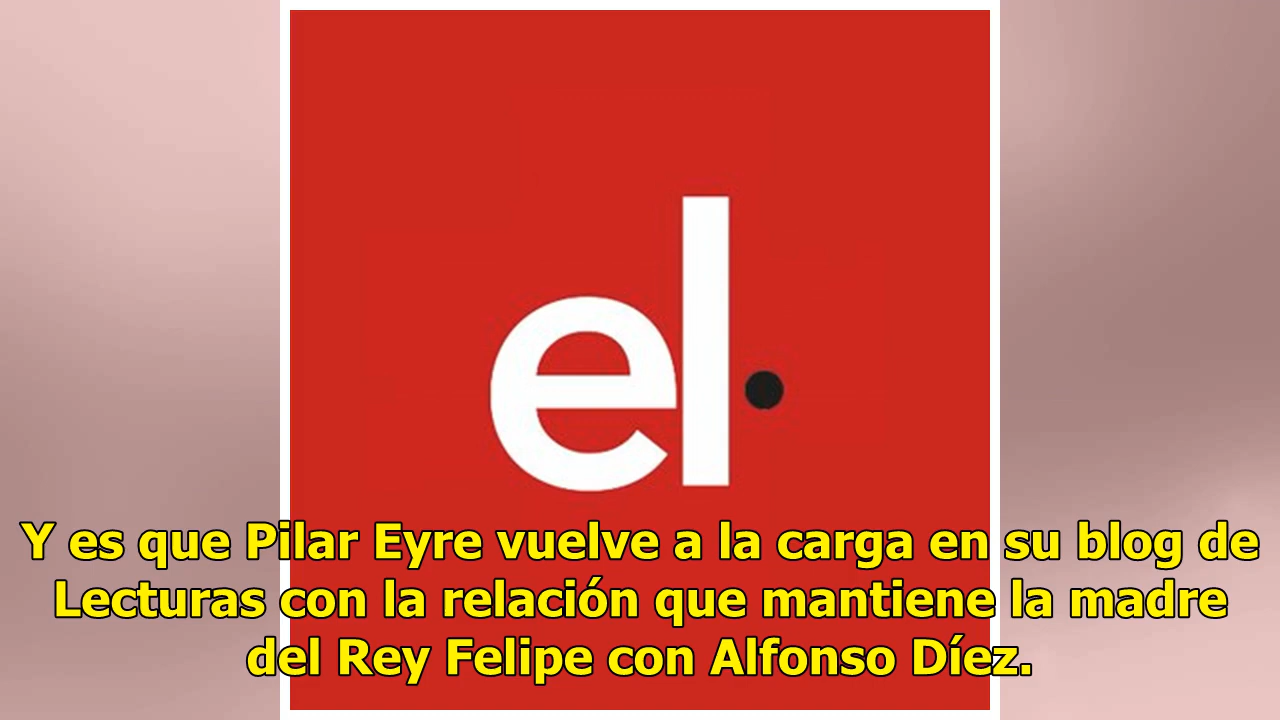 el.
Y es que Pilar Eyre vuelve a la carga en su blog de
Lecturas con la relación que mantiene la madre
del Rey Felipe con Alfonso Díez.